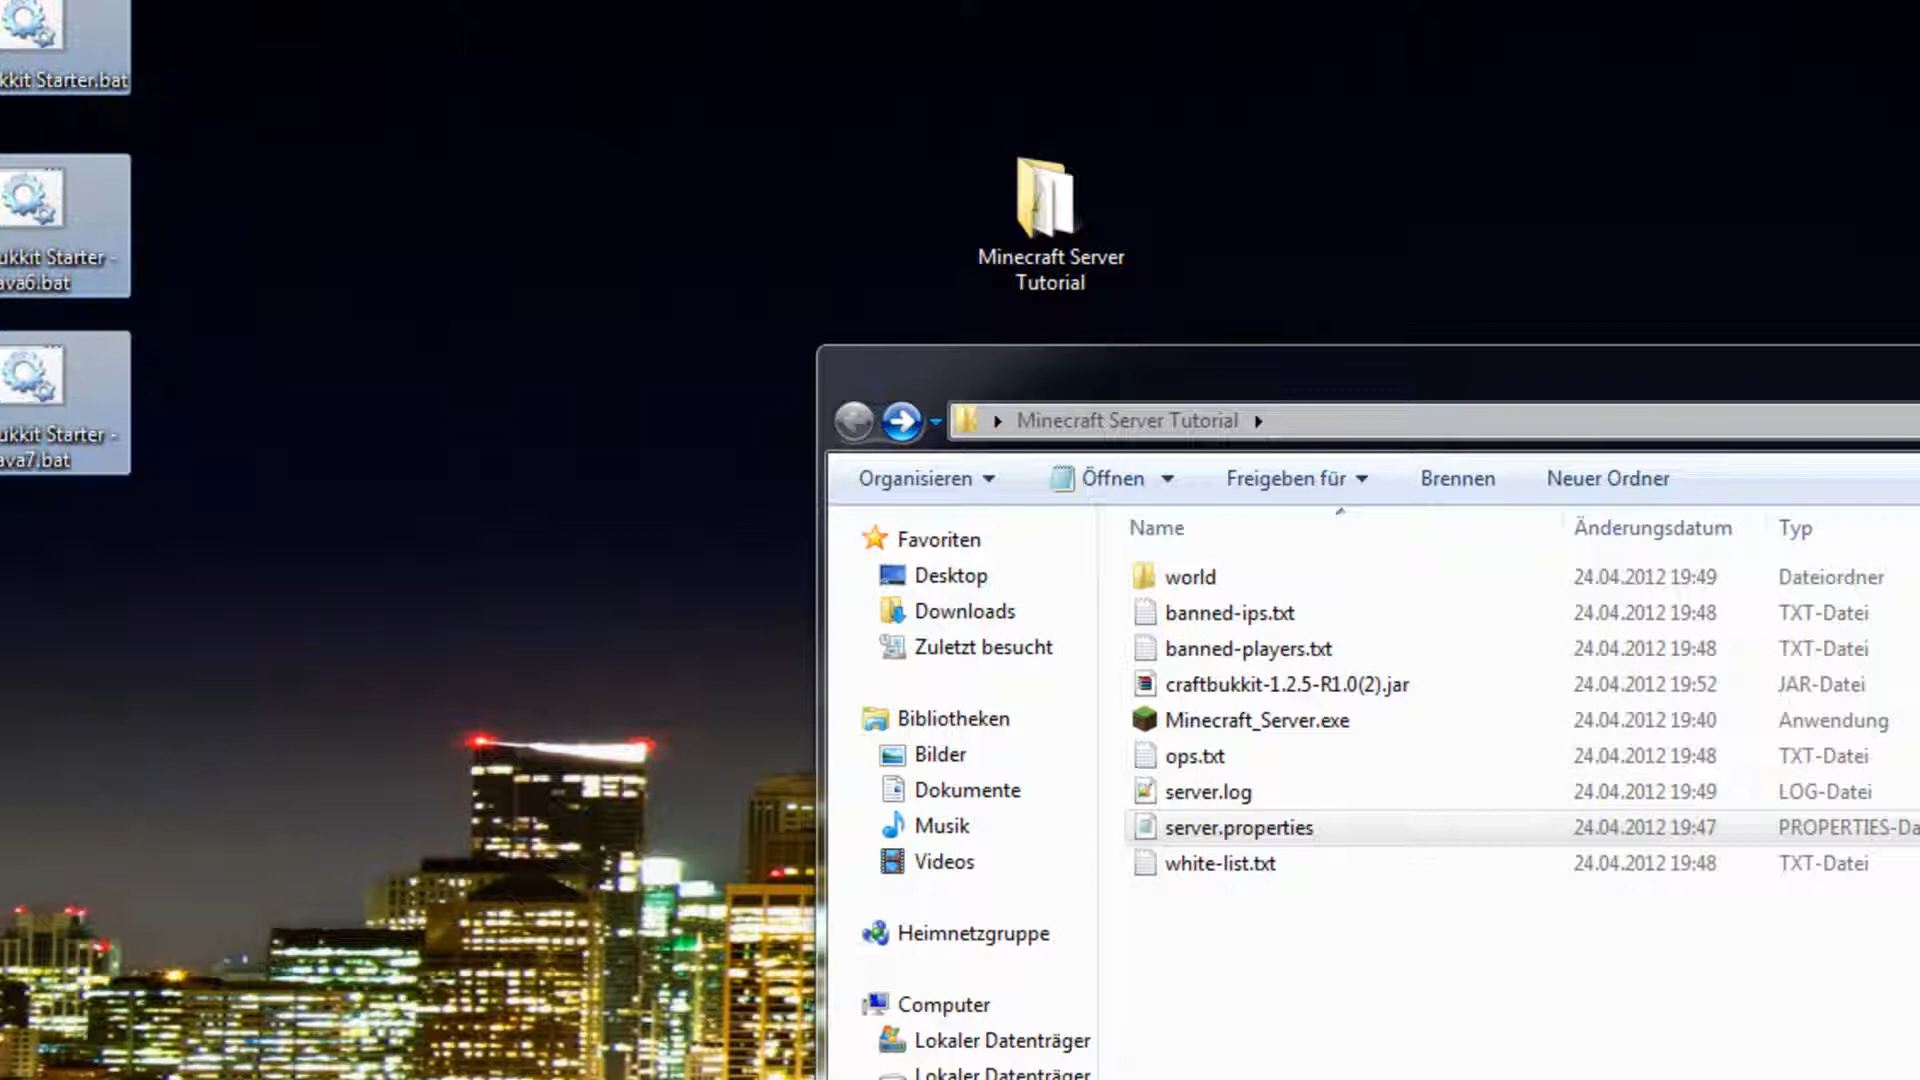 kkit Starter.bat
ukkit Starter -
ava6.bat
ukkit Starter -
ava7.bat
Minecraft Server
Tutorial
Minecraft Server Tutorial
Organisieren Öffnen Freigeben für Brennen Neuer Ordner
Name Änderungsdatum Typ
Favoriten
Desktop
Downloads
Zuletzt besucht
Bibliotheken
Bilder
Dokumente
Musik
Videos
Heimnetzgruppe
Computer
Lokaler Datenträger
Lokaler Datenträger
world 24.04.2012 19:49 Dateiordner
banned-ips.txt 24.04.2012 19:48 TXT-Datei
banned-players.txt 24.04.2012 19:48 TXT-Datei
craftbukkit-1.2.5-R1.0(2).jar 24.04.2012 19:52 JAR-Datei
Minecraft_Server.exe 24.04.2012 19:40 Anwendung
ops.txt 24.04.2012 19:48 TXT-Datei
server.log 24.04.2012 19:49 LOG-Datei
server.properties 24.04.2012 19:47 PROPERTIES-Da
white-list.txt 24.04.2012 19:48 TXT-Datei